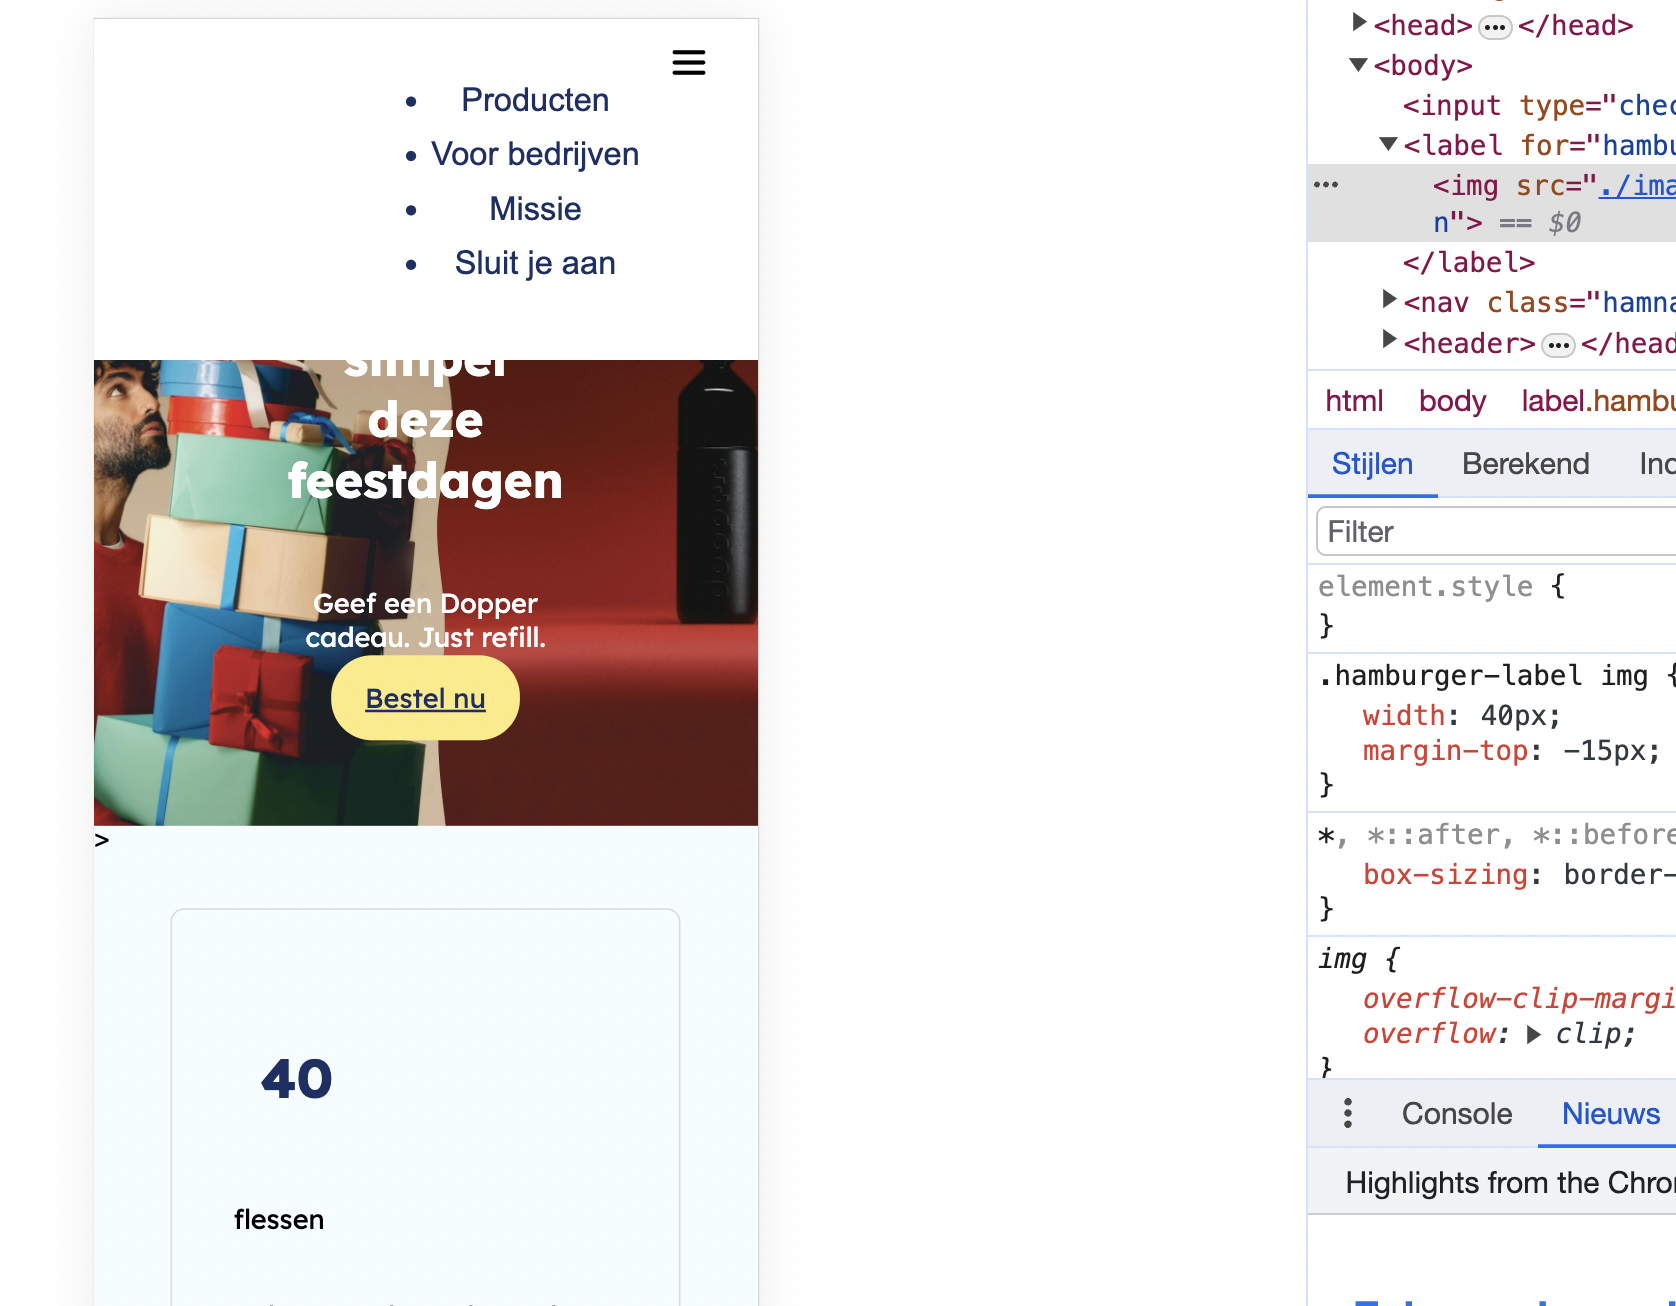 Producten
Voor bedrijven
Missie
Sluit je aan
simpel
deze
feestdagen
Geef een Dopper
cadeau. Just refill.
Bestel nu
>
40
flessen
<head> ••• </head>
<body>
<input type="chec
<label for="hambu
••• <img src="./ima
n"> == $0
</label>
<nav class="hamna
<header> ••• </head
html body label.hambu
Stijlen Berekend Ind
Filter
element.style {
}
.hamburger-label img {
width: 40px;
margin-top: -15px;
}
*, *::after, *::before
box-sizing: border-
}
img {
overflow-clip-margi
overflow: ▶ clip;
}
Console Nieuws
Highlights from the Chro